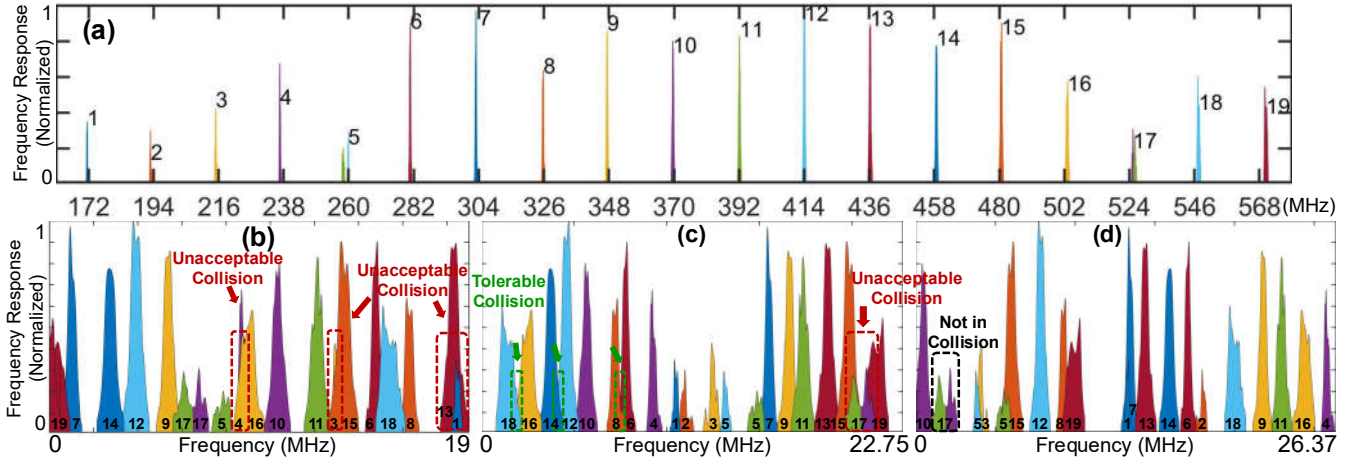 Frequency Response
(Normalized)
1
0
(a)
1
2
3
4
5
6
7
8
9
10
11
12
13
14
15
16
17
18
19
172 194 216 238 260 282 304 326 348 370 392 414 436 458 480 502 524 546 568 (MHz)
Frequency Response
(Normalized)
1
0
(b)
Unacceptable
Collision
Unacceptable
Collision
19 7 14 12 9 17 17 5 4 16 10 11 3 15 6 18 8 13 1
0 Frequency (MHz) 19
(c)
Tolerable
Collision
Unacceptable
Collision
18 16 14 12 10 8 6 4 12 3 5 5 7 9 11 13 15 17 19
0 Frequency (MHz) 22.75
(d)
Not in
Collision
10 17 53 5 15 12 8 19 7 1 13 14 6 2 18 9 11 16 4
0 Frequency (MHz) 26.37